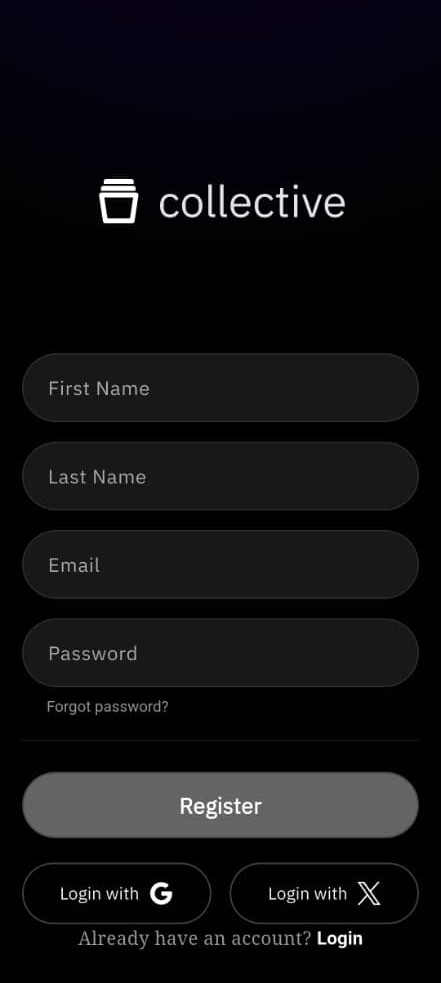 collective
First Name
Last Name
Email
Password
Forgot password?
Register
Login with G
Login with X
Already have an account? Login